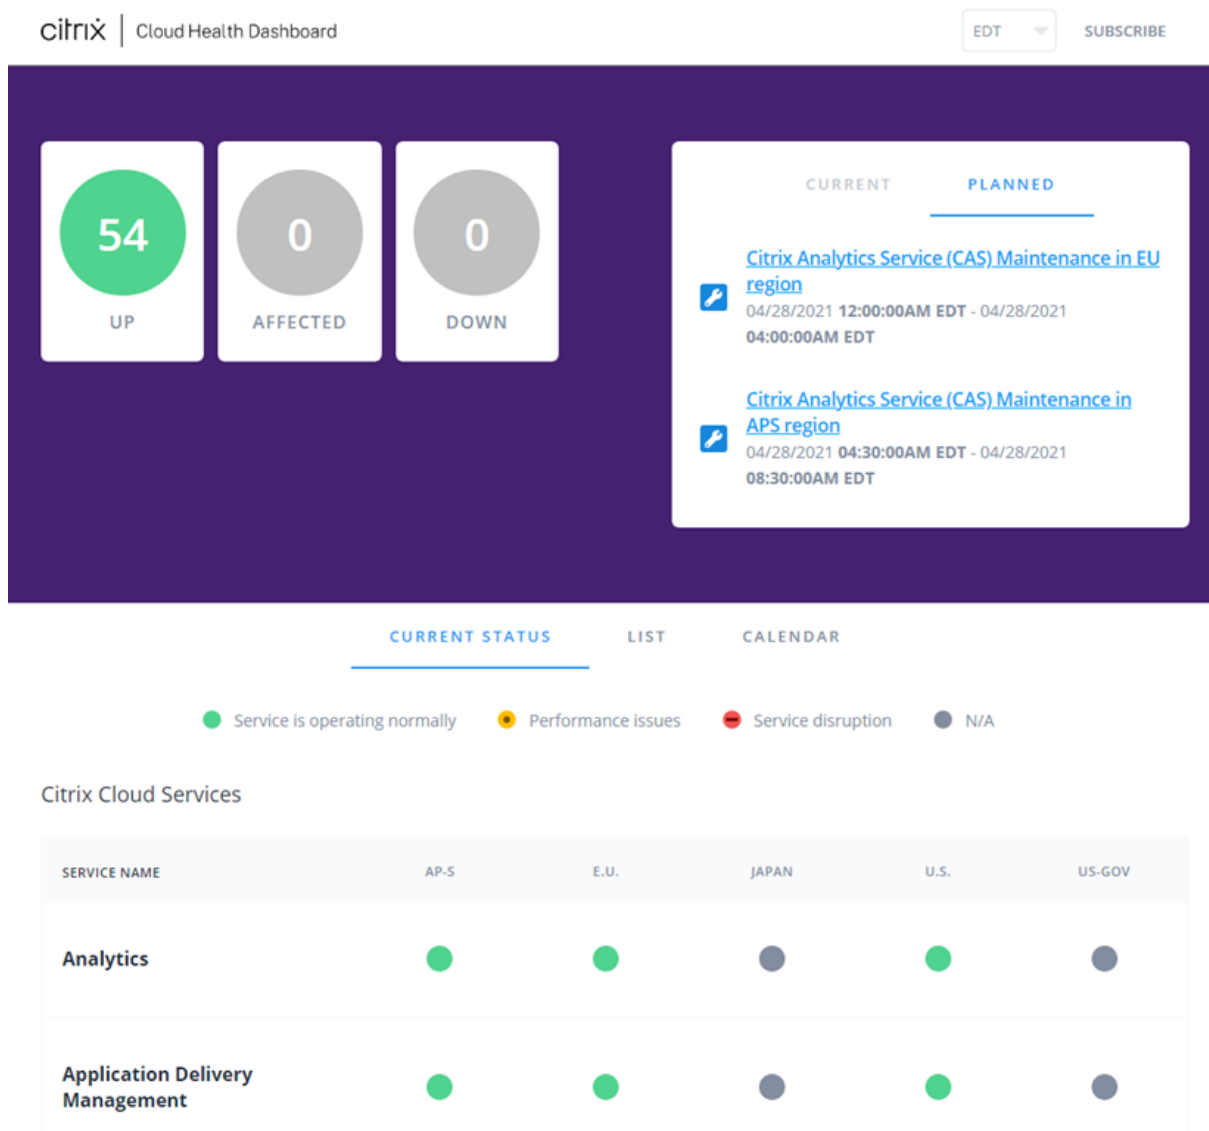 citrix | Cloud Health Dashboard
EDT
SUBSCRIBE
54
UP
0
AFFECTED
0
DOWN
CURRENT
PLANNED
Citrix Analytics Service (CAS) Maintenance in EU
region
04/28/2021 12:00:00AM EDT - 04/28/2021
04:00:00AM EDT
Citrix Analytics Service (CAS) Maintenance in
APS region
04/28/2021 04:30:00AM EDT - 04/28/2021
08:30:00AM EDT
CURRENT STATUS
LIST
CALENDAR
Service is operating normally
Performance issues
Service disruption
N/A
Citrix Cloud Services
SERVICE NAME
AP-S
E.U.
JAPAN
U.S.
US-GOV
Analytics
Application Delivery
Management